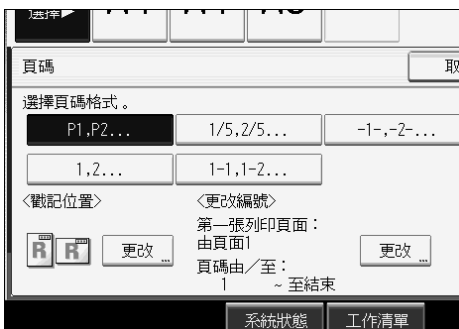 選擇▶
頁碼
取
選擇頁碼格式。
P1,P2... 1/5,2/5... -1-,-2-...
1,2... 1-1,1-2...
〈戳記位置〉 〈更改編號〉
第一張列印頁面：
由頁面1
R R 更改 更改
頁碼由／至：
1 ~ 至結束
系統狀態 工作清單